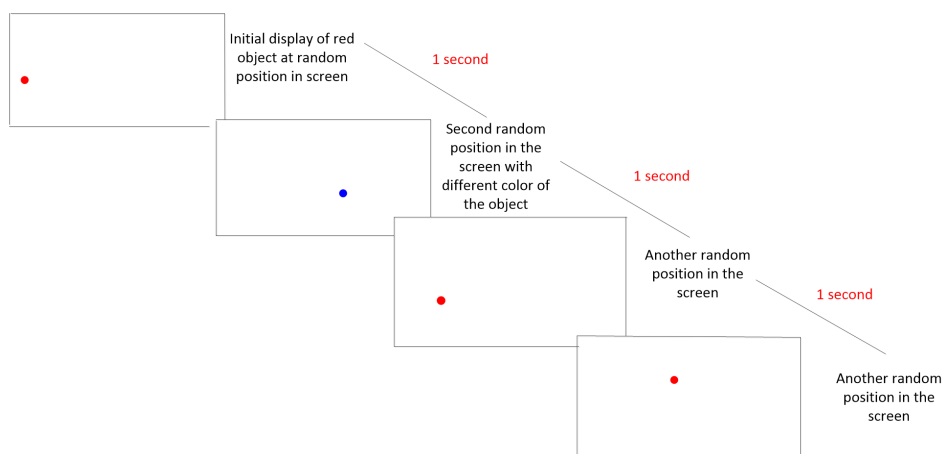 Initial display of red
object at random
position in screen
1 second
Second random
position in the
screen with
different color of
the object
1 second
Another random
position in the
screen
1 second
Another random
position in the
screen